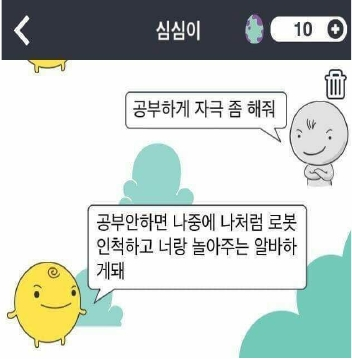 심심이
10
공부하게 자극 좀 해줘
공부안하면 나중에 나처럼 로봇
인척하고 너랑 놀아주는 알바하
게돼